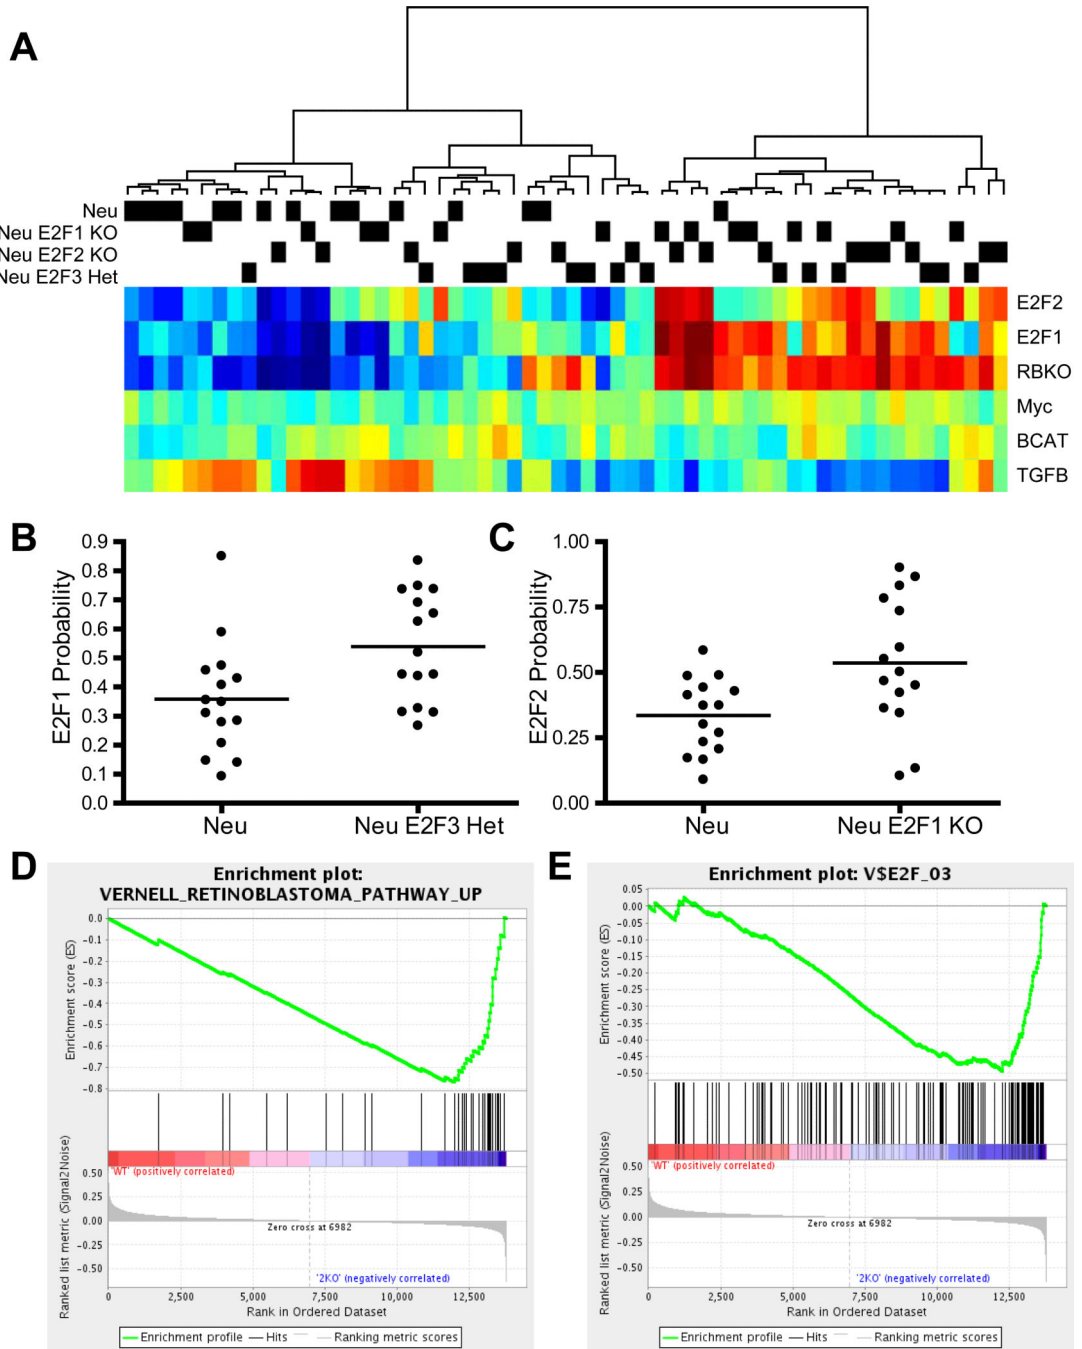 A
Neu
Neu E2F1 KO
Neu E2F2 KO
Neu E2F3 Het
E2F2
E2F1
RBKO
Myc
BCAT
TGFB
B
E2F1 Probability
0.9
0.8
0.7
0.6
0.5
0.4
0.3
0.2
0.1
0.0
Neu
Neu E2F3 Het
C
E2F2 Probability
1.00
0.75
0.50
0.25
0.00
Neu
Neu E2F1 KO
D
Enrichment plot:
VERNELL_RETINOBLASTOMA_PATHWAY_UP
Enrichment score (ES)
0.0
-0.1
-0.2
-0.3
-0.4
-0.5
-0.6
-0.7
-0.8
Ranked list metric (Signal2Noise)
'WT' (positively correlated)
0.50
0.25
0.00
-0.25
-0.50
Zero cross at 6982
'2KO' (negatively correlated)
0
2,500
5,000
7,500
10,000
12,500
Rank in Ordered Dataset
Enrichment profile
Hits
Ranking metric scores
E
Enrichment plot: V$E2F_03
Enrichment score (ES)
0.05
0.00
-0.05
-0.10
-0.15
-0.20
-0.25
-0.30
-0.35
-0.40
-0.45
-0.50
Ranked list metric (Signal2Noise)
'WT' (positively correlated)
0.50
0.25
0.00
-0.25
-0.50
Zero cross at 6982
'2KO' (negatively correlated)
0
2,500
5,000
7,500
10,000
12,500
Rank in Ordered Dataset
Enrichment profile
Hits
Ranking metric scores